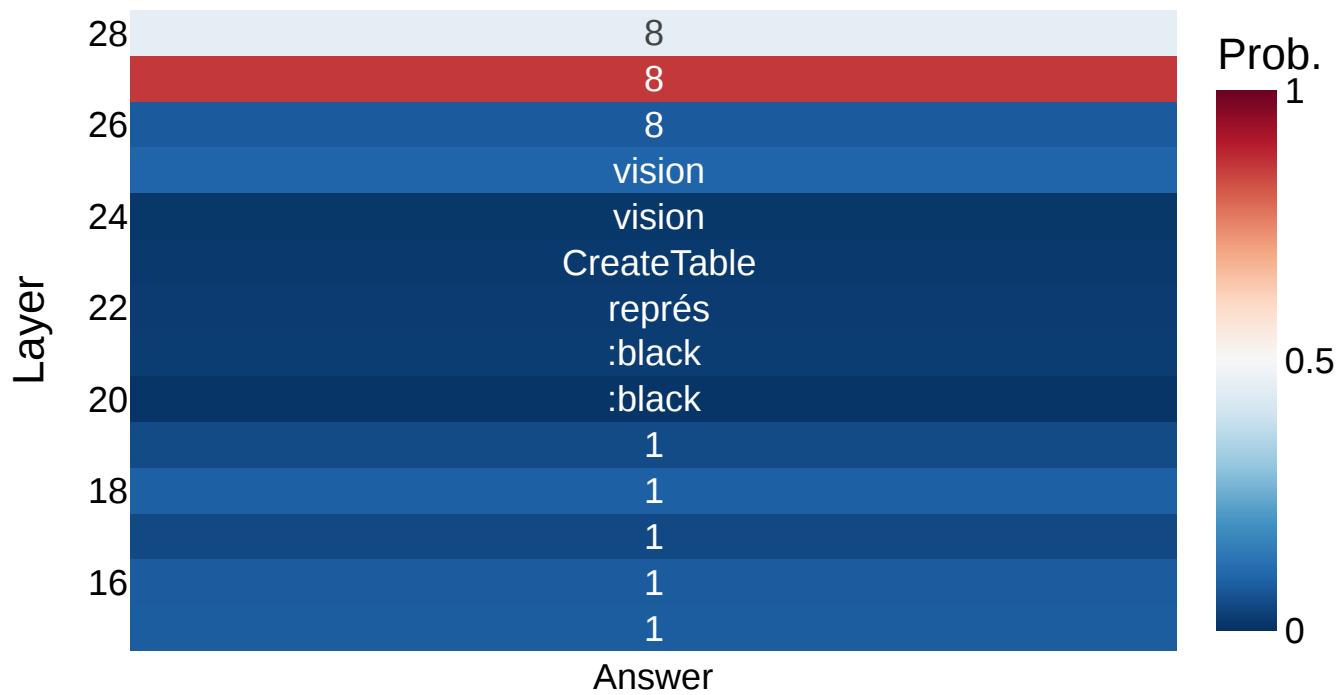 28 8
8
26 8
vision
24 vision
CreateTable
22 représ
:black
20 :black
1
18 1
1
16 1
1
Layer
Answer
Prob.
1
0.5
0